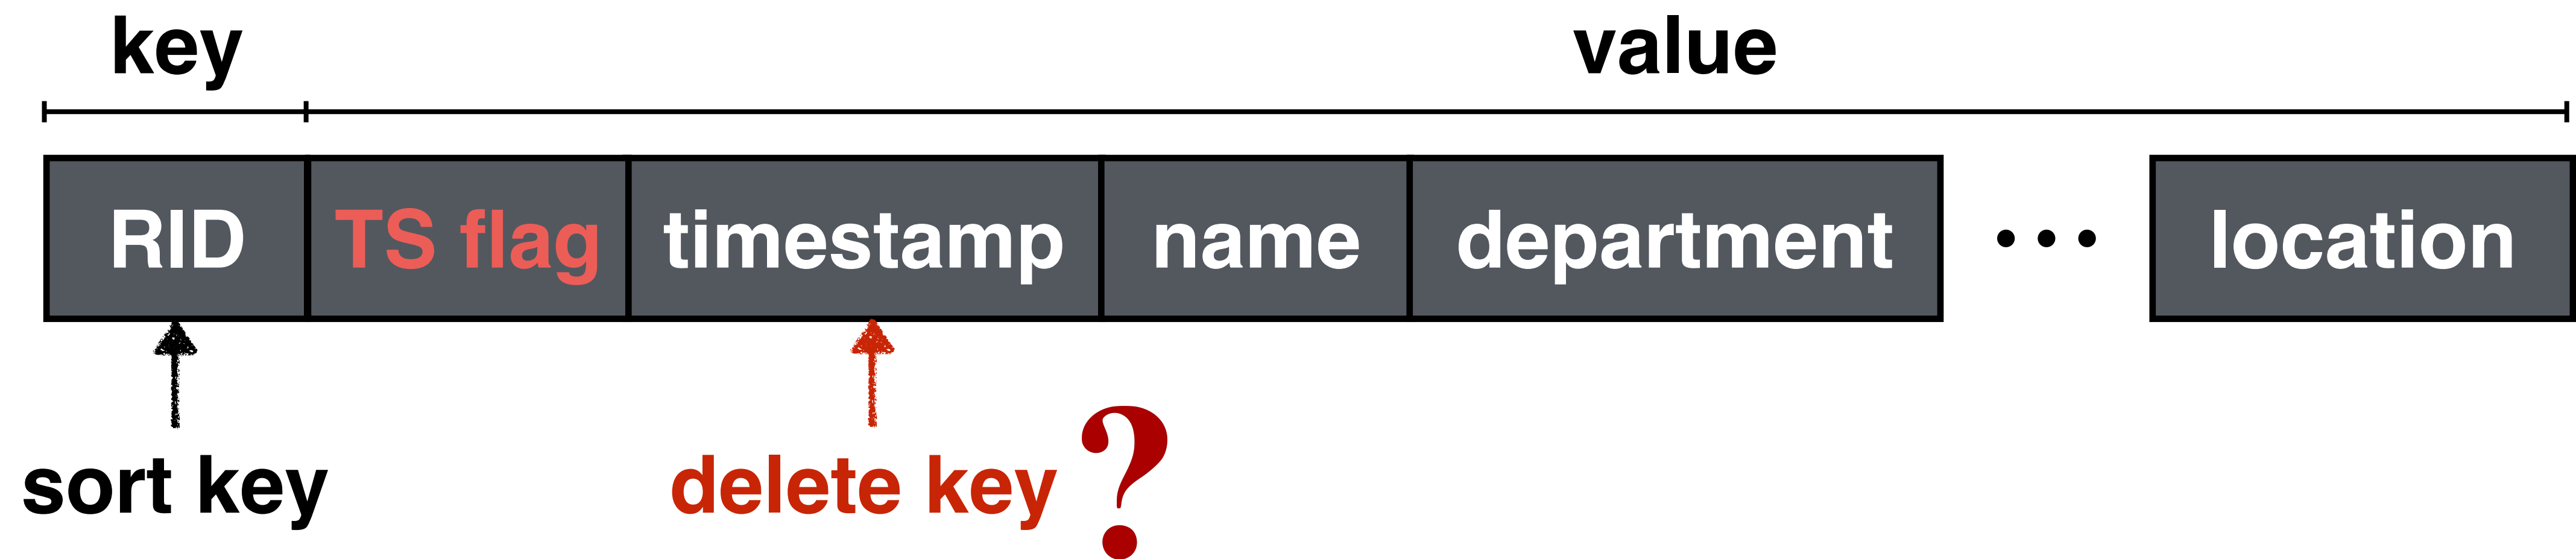 key value
RID TS flag timestamp name department ••• location
sort key delete key ?